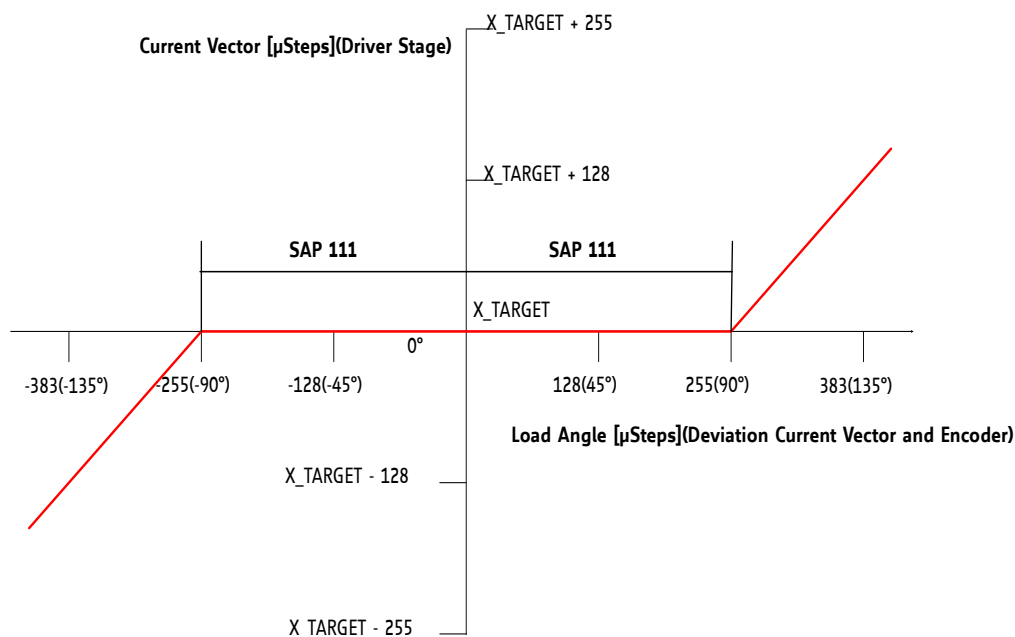 X_TARGET + 255
Current Vector [µSteps](Driver Stage)
X_TARGET + 128
SAP 111
SAP 111
X_TARGET
0°
-383(-135°)
-255(-90°)
-128(-45°)
128(45°)
255(90°)
383(135°)
Load Angle [µSteps](Deviation Current Vector and Encoder)
X_TARGET - 128
X_TARGET - 255